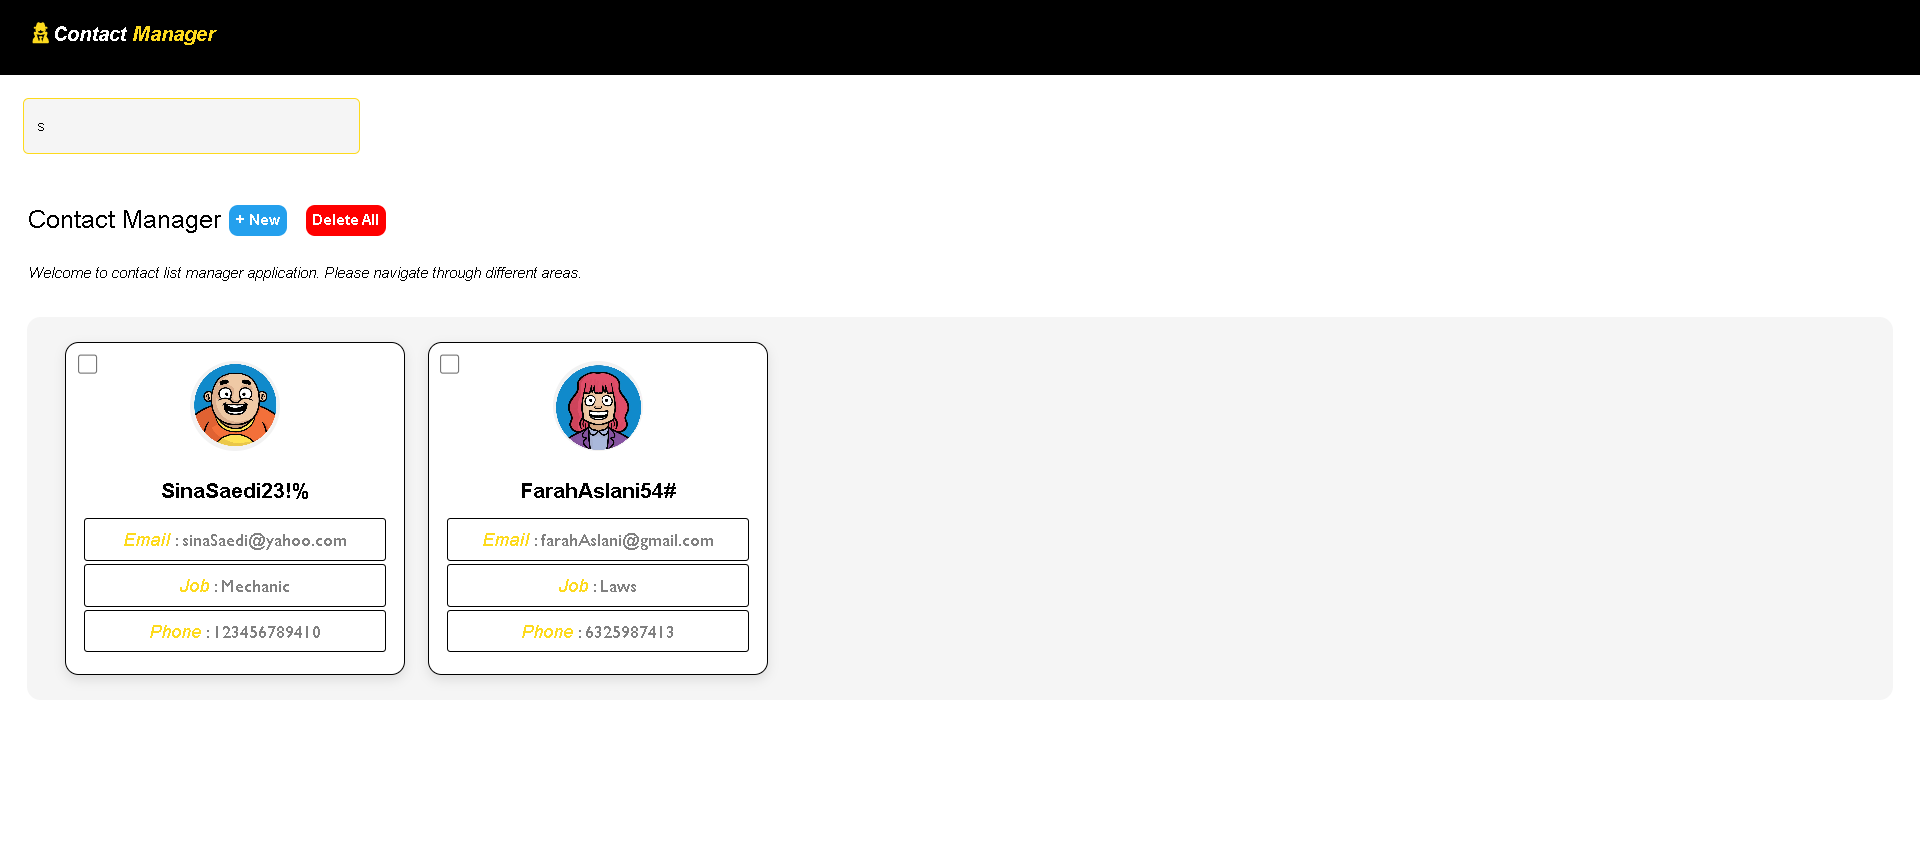 Contact Manager
s
Contact Manager + New Delete All
Welcome to contact list manager application. Please navigate through different areas.
SinaSaedi23!%
Email : sinaSaedi@yahoo.com
Job : Mechanic
Phone : 123456789410
FarahAslani54#
Email : farahAslani@gmail.com
Job : Laws
Phone : 6325987413